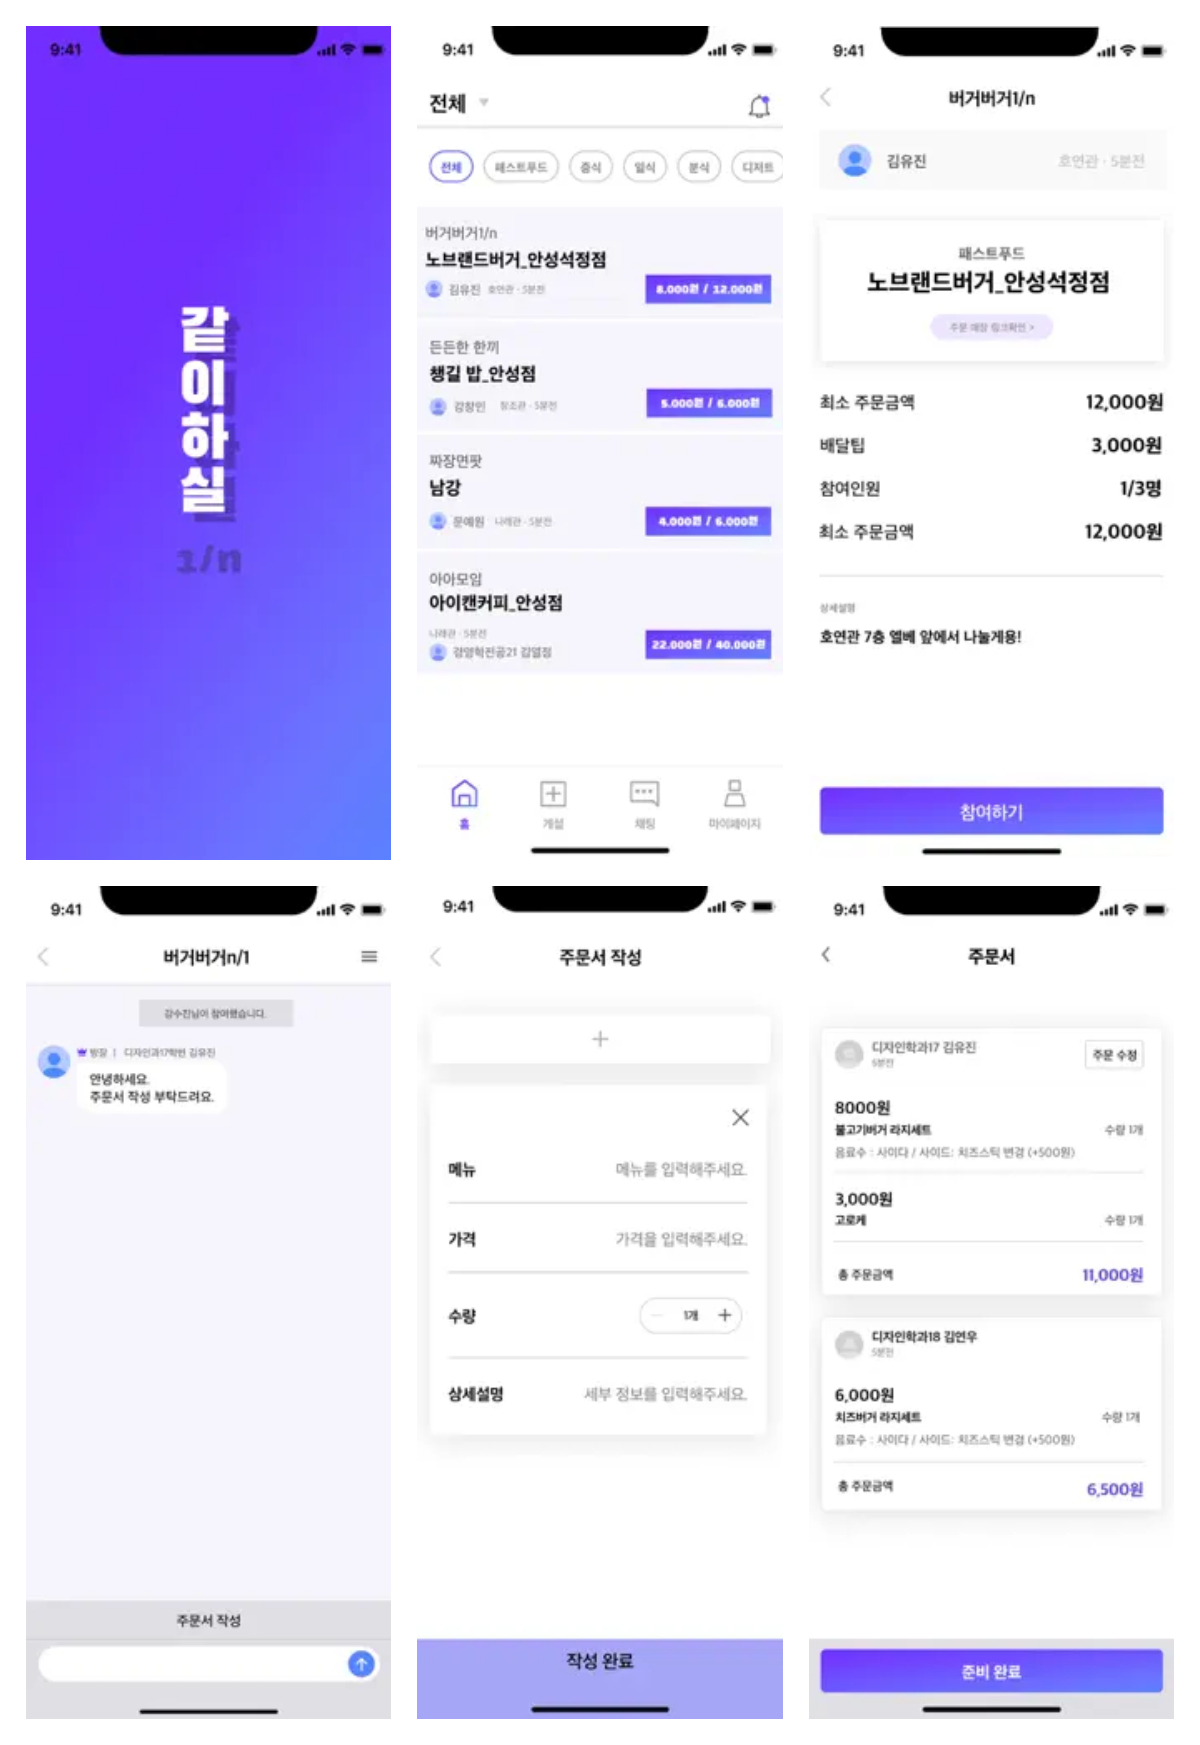 9:41
같이하실
1/n
9:41
전체
전체 패스트푸드 중식 일식 분식 디저트
버거버거1/n
노브랜드버거_안성석정점
김유진 호연관 · 5분전
8.000원 / 12.000원
든든한 한끼
챙길 밥_안성점
강창인 창조관 · 5분전
5.000원 / 6.000원
짜장면팟
남강
문예원 나래관 · 5분전
4.000원 / 6.000원
아아모임
아이캔커피_안성점
나래관 · 5분전
경양학전공21 김열정
22.000원 / 40.000원
홈 개설 채팅 마이페이지
9:41
버거버거1/n
김유진 호연관 · 5분전
패스트푸드
노브랜드버거_안성석정점
주문 매장 링크확인 >
최소 주문금액 12,000원
배달팁 3,000원
참여인원 1/3명
최소 주문금액 12,000원
상세설명
호연관 7층 엘베 앞에서 나눌게용!
참여하기
9:41
버거버거n/1
강수진님이 참여했습니다.
방장 | 디자인과17학번 김유진
안녕하세요.
주문서 작성 부탁드려요.
주문서 작성
9:41
주문서 작성
메뉴 메뉴를 입력해주세요.
가격 가격을 입력해주세요.
수량 1개
상세설명 세부 정보를 입력해주세요.
작성 완료
9:41
주문서
디자인학과17 김유진
5분전
주문 수정
8000원
불고기버거 라지세트 수량 1개
음료수 : 사이다 / 사이드: 치즈스틱 변경 (+500원)
3,000원
고로케 수량 1개
총 주문금액 11,000원
디자인학과18 김연우
5분전
6,000원
치즈버거 라지세트 수량 1개
음료수 : 사이다 / 사이드: 치즈스틱 변경 (+500원)
총 주문금액 6,500원
준비 완료